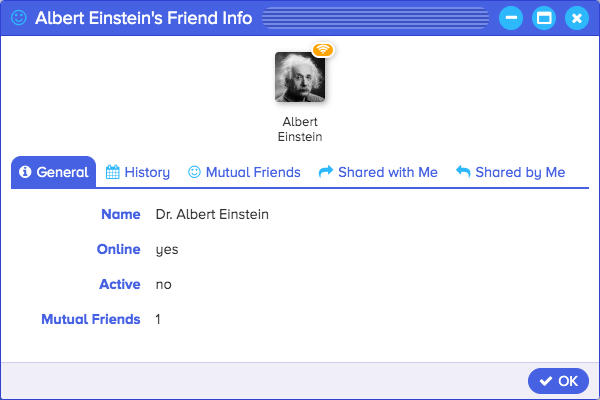 Albert Einstein's Friend Info
Albert
Einstein
General History Mutual Friends Shared with Me Shared by Me
Name Dr. Albert Einstein
Online yes
Active no
Mutual Friends 1
OK